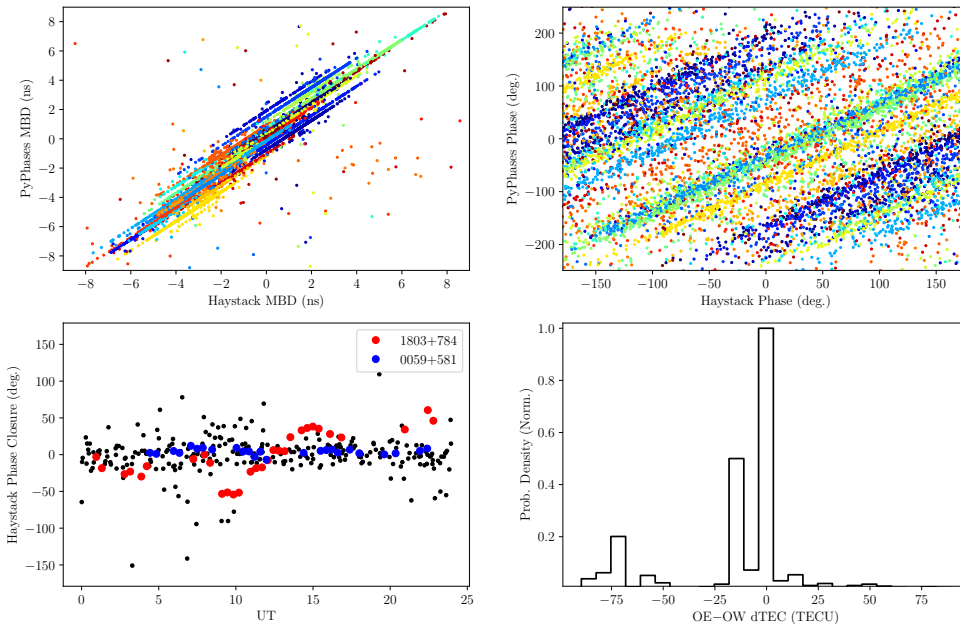 8
6
4
2
0
−2
−4
−6
−8
PyPhases MBD (ns)
−8 −6 −4 −2 0 2 4 6 8
Haystack MBD (ns)
200
100
0
−100
−200
PyPhases Phase (deg.)
−150 −100 −50 0 50 100 150
Haystack Phase (deg.)
150
100
50
0
−50
−100
−150
Haystack Phase Closure (deg.)
1803+784
0059+581
0 5 10 15 20 25
UT
1.0
0.8
0.6
0.4
0.2
Prob. Density (Norm.)
−75 −50 −25 0 25 50 75
OE−OW dTEC (TECU)